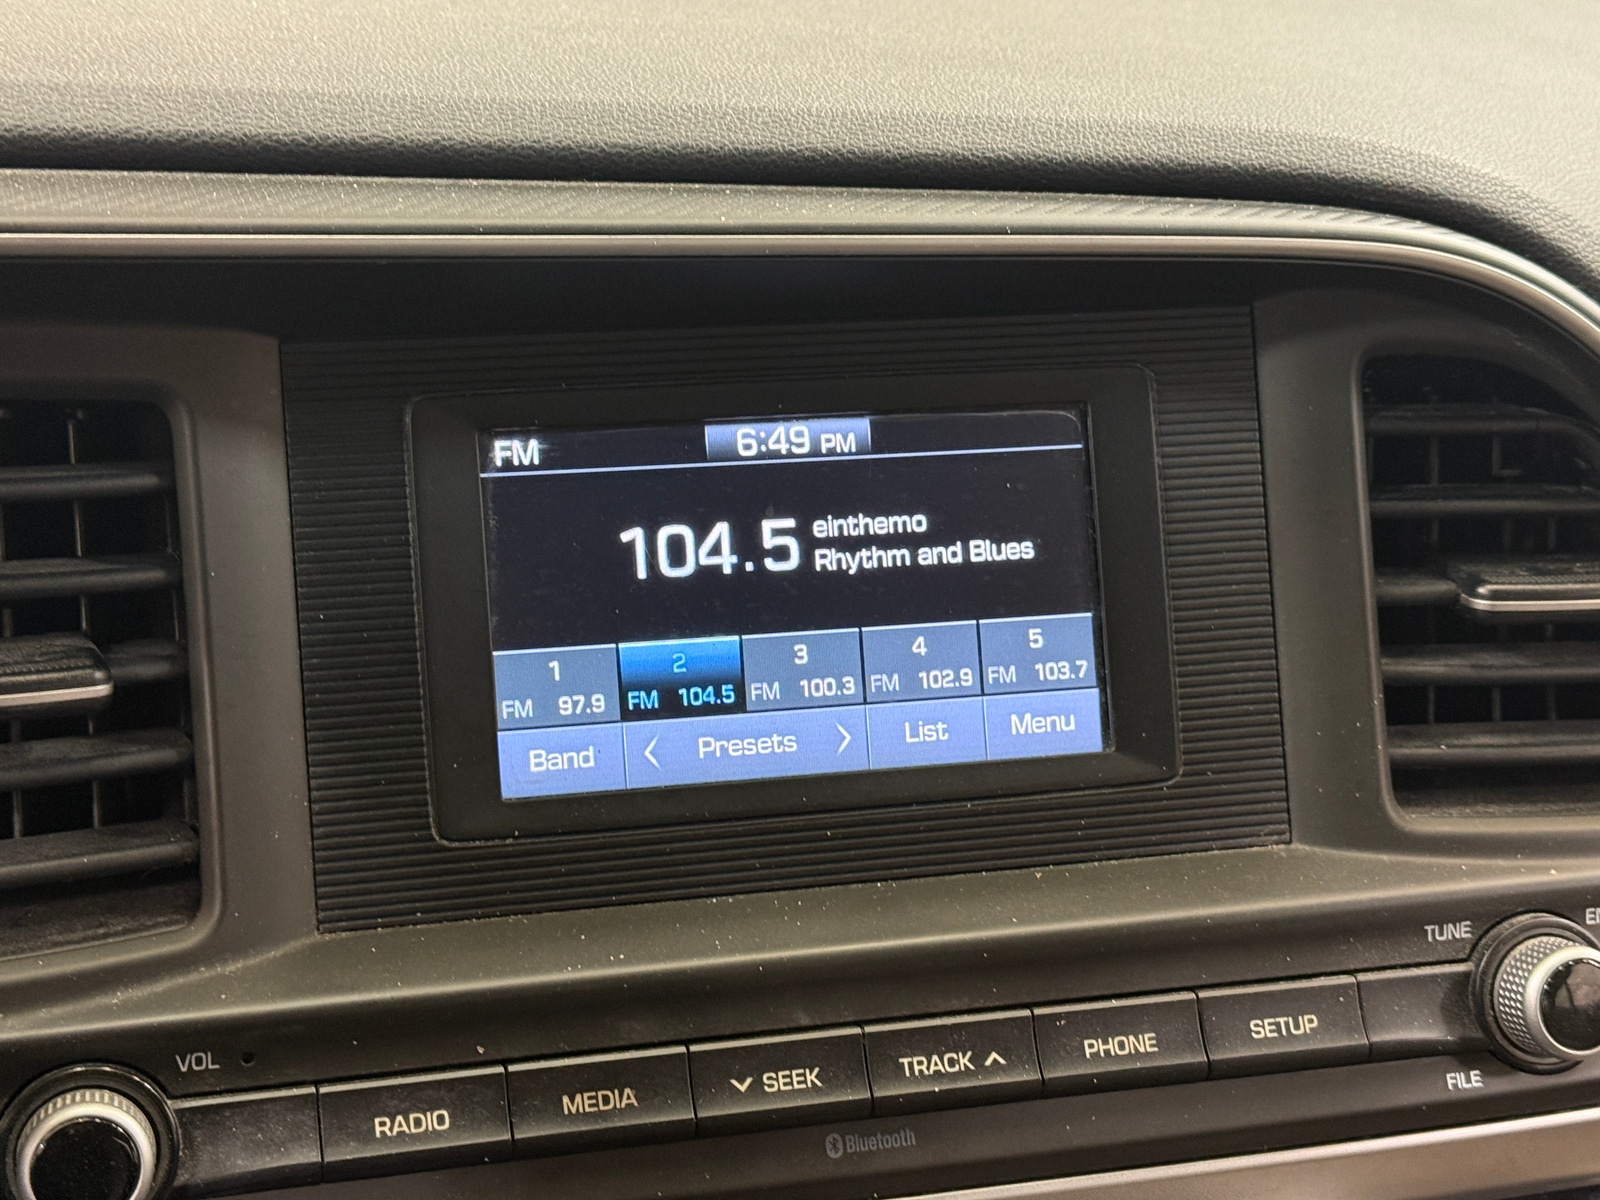 FM 6:49 PM
104.5 einthemo
Rhythm and Blues
1 2 3 4 5
FM 97.9 FM 104.5 FM 100.3 FM 102.9 FM 103.7
Band < Presets > List Menu
TUNE
VOL RADIO MEDIA SEEK TRACK PHONE SETUP
FILE
Bluetooth